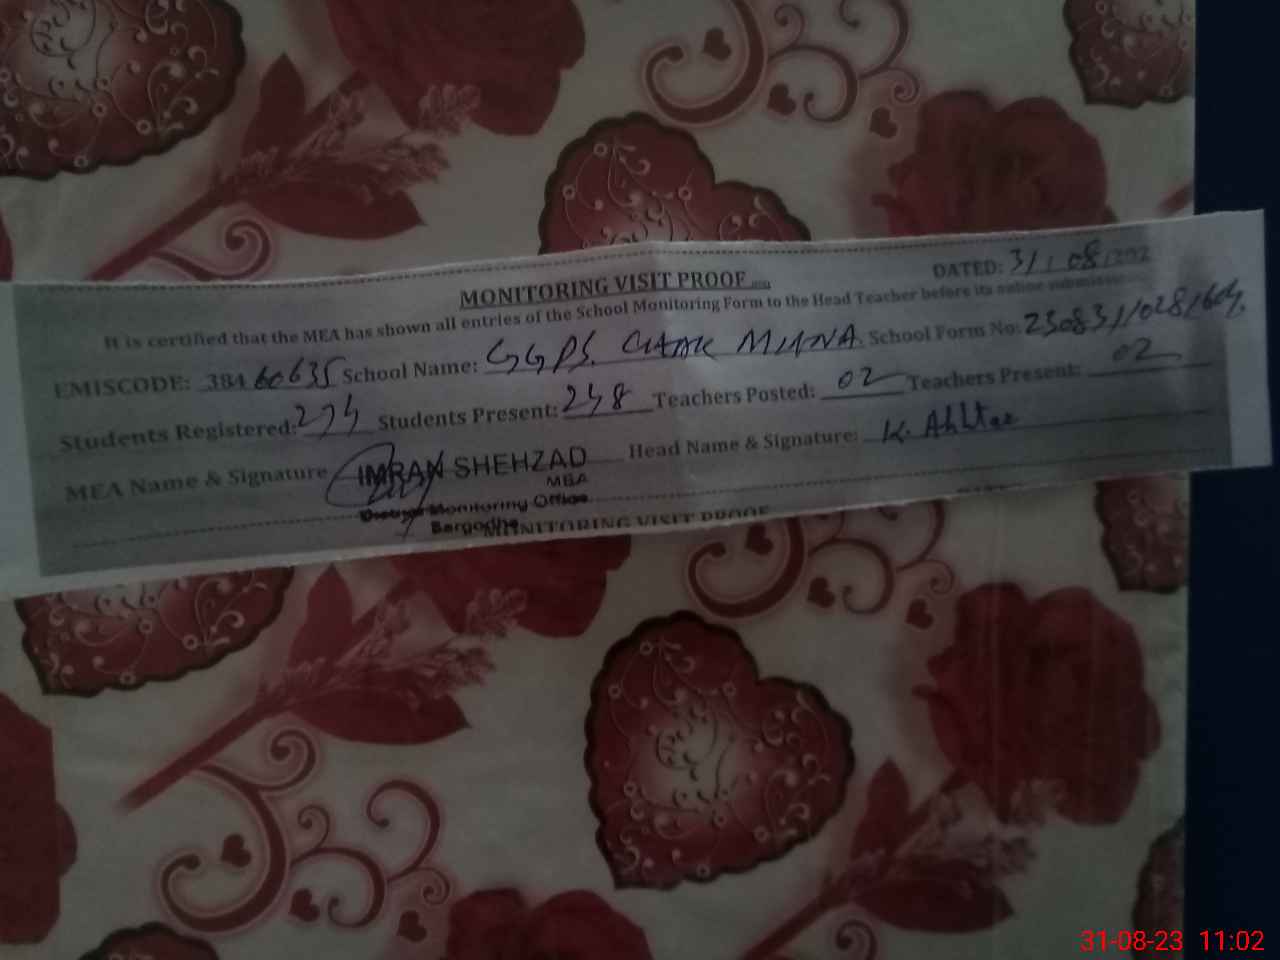 MONITORING VISIT PROOF
DATED: 31/08/202
It is certified that the MEA has shown all entries of the School Monitoring Form to the Head Teacher before its online submission.
EMISCODE: 38460635 School Name: GGPS. CHAK MIANA School Form No: 230831/028/604
Students Registered: 274 Students Present: 248 Teachers Posted: 02 Teachers Present: 02
MEA Name & Signature IMRAN SHEHZAD Head Name & Signature: K. Akhtar
MEA
District Monitoring Office
Sargodha
MONITORING VISIT PROOF
31-08-23 11:02